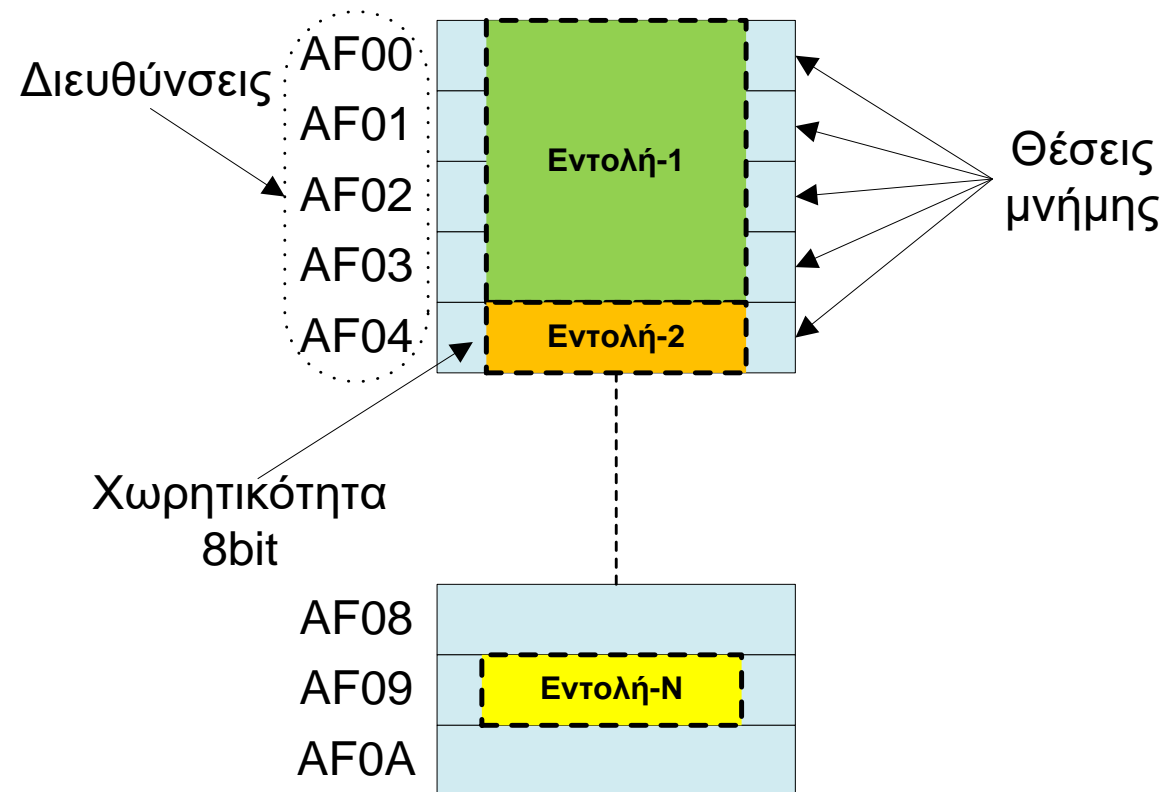 Διευθύνσεις
AF00
AF01
AF02
AF03
AF04
Εντολή-1
Εντολή-2
Θέσεις
μνήμης
Χωρητικότητα
8bit
AF08
AF09
AF0A
Εντολή-N